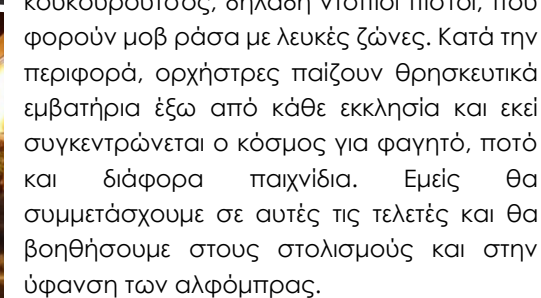 κουκουρούτσος, δηλαδή ντόπιοι πιστοί, που
φορούν μοβ ράσα με λευκές ζώνες. Κατά την
περιφορά, ορχήστρες παίζουν θρησκευτικά
εμβατήρια έξω από κάθε εκκλησία και εκεί
συγκεντρώνεται ο κόσμος για φαγητό, ποτό
και διάφορα παιχνίδια. Εμείς θα
συμμετάσχουμε σε αυτές τις τελετές και θα
βοηθήσουμε στους στολισμούς και στην
ύφανση των αλφόμπρας.